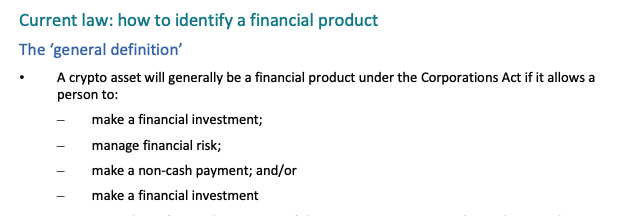 Current law: how to identify a financial product
The ‘general definition’
• A crypto asset will generally be a financial product under the Corporations Act if it allows a
person to:
– make a financial investment;
– manage financial risk;
– make a non-cash payment; and/or
– make a financial investment